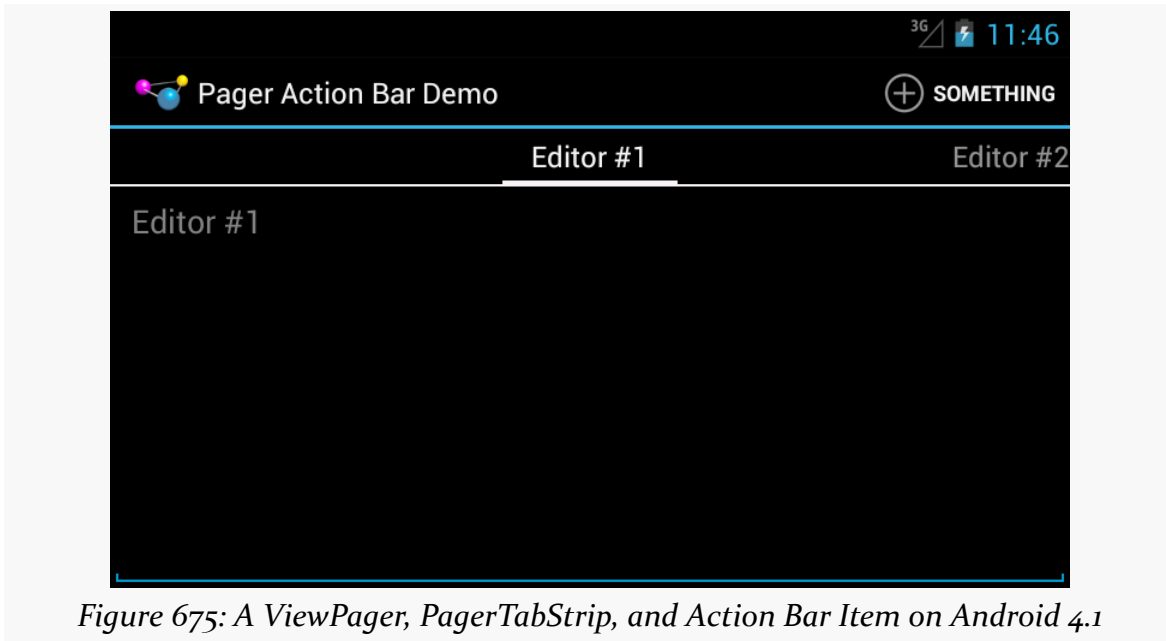 3G 11:46
Pager Action Bar Demo SOMETHING
Editor #1 Editor #2
Editor #1
Figure 675: A ViewPager, PagerTabStrip, and Action Bar Item on Android 4.1